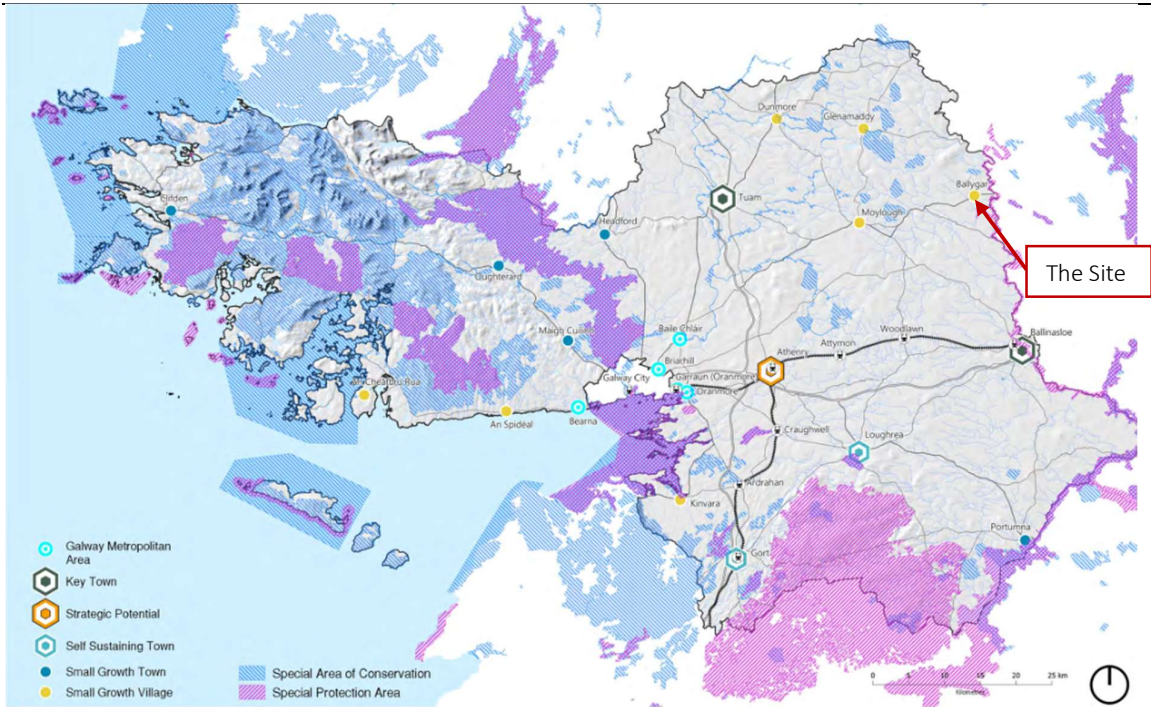 Dunmore
Glenamaddy
Ballygar
Clifden
Tuam
Headford
Moylough
The Site
Oughterard
Maigh Cuilinn
Baile Chláir
Woodlawn
Ballinasloe
Attymon
Athenry
Briarhill
Galway City
Garraun (Oranmore)
Oranmore
An Cheathrú Rua
An Spidéal
Bearna
Craughwell
Loughrea
Ardrahan
Kinvara
Portumna
Gort
Galway Metropolitan
Area
Key Town
Strategic Potential
Self Sustaining Town
Small Growth Town
Small Growth Village
Special Area of Conservation
Special Protection Area
0 5 10 15 20 25 km
Kilometres